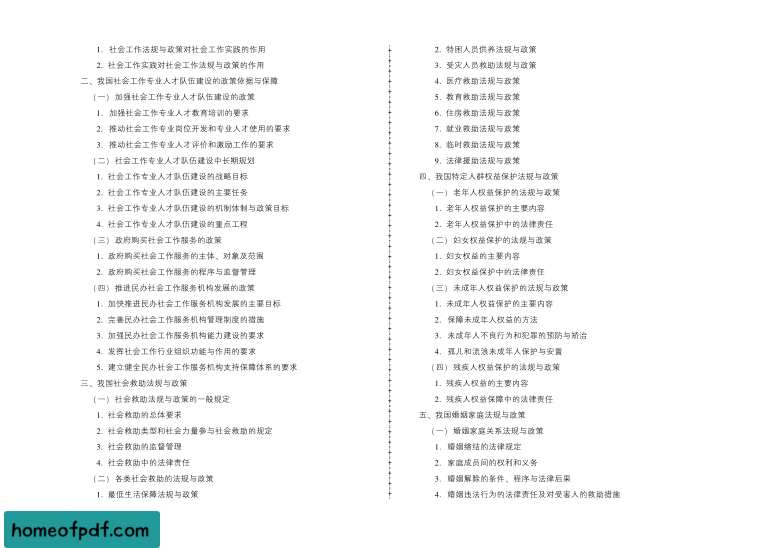 1. 社会工作法规与政策对社会工作实践的作用
2. 社会工作实践对社会工作法规与政策的作用
二、我国社会工作专业人才队伍建设的政策依据与保障
（一）加强社会工作专业人才队伍建设的政策
1. 加强社会工作专业人才教育培训的要求
2. 推动社会工作专业岗位开发和专业人才使用的要求
3. 推动社会工作专业人才评价和激励工作的要求
（二）社会工作专业人才队伍建设中长期规划
1. 社会工作专业人才队伍建设的战略目标
2. 社会工作专业人才队伍建设的主要任务
3. 社会工作专业人才队伍建设的机制体制与政策目标
4. 社会工作专业人才队伍建设的重点工程
（三）政府购买社会工作服务的政策
1. 政府购买社会工作服务的主体、对象及范围
2. 政府购买社会工作服务的程序与监督管理
（四）推进民办社会工作服务机构发展的政策
1. 加快推进民办社会工作服务机构发展的主要目标
2. 完善民办社会工作服务机构管理制度的措施
3. 加强民办社会工作服务机构能力建设的要求
4. 发挥社会工作行业组织功能与作用的要求
5. 建立健全民办社会工作服务机构支持保障体系的要求
三、我国社会救助法规与政策
（一）社会救助法规与政策的一般规定
1. 社会救助的总体要求
2. 社会救助类型和社会力量参与社会救助的规定
3. 社会救助的监督管理
4. 社会救助中的法律责任
（二）各类社会救助的法规与政策
1. 最低生活保障法规与政策
2. 特困人员供养法规与政策
3. 受灾人员救助法规与政策
4. 医疗救助法规与政策
5. 教育救助法规与政策
6. 住房救助法规与政策
7. 就业救助法规与政策
8. 临时救助法规与政策
9. 法律援助法规与政策
四、我国特定人群权益保护法规与政策
（一）老年人权益保护的法规与政策
1. 老年人权益保护的主要内容
2. 老年人权益保护中的法律责任
（二）妇女权益保护的法规与政策
1. 妇女权益的主要内容
2. 妇女权益保护中的法律责任
（三）未成年人权益保护的法规与政策
1. 未成年人权益保护的主要内容
2. 保障未成年人权益的方法
3. 未成年人不良行为和犯罪的预防与矫治
4. 孤儿和流浪未成年人保护与安置
（四）残疾人权益保护的法规与政策
1. 残疾人权益的主要内容
2. 残疾人权益保障中的法律责任
五、我国婚姻家庭法规与政策
（一）婚姻家庭关系法规与政策
1. 婚姻缔结的法律规定
2. 家庭成员间的权利和义务
3. 婚姻解除的条件、程序与法律后果
4. 婚姻违法行为的法律责任及对受害人的救助措施
homeofpdf.com